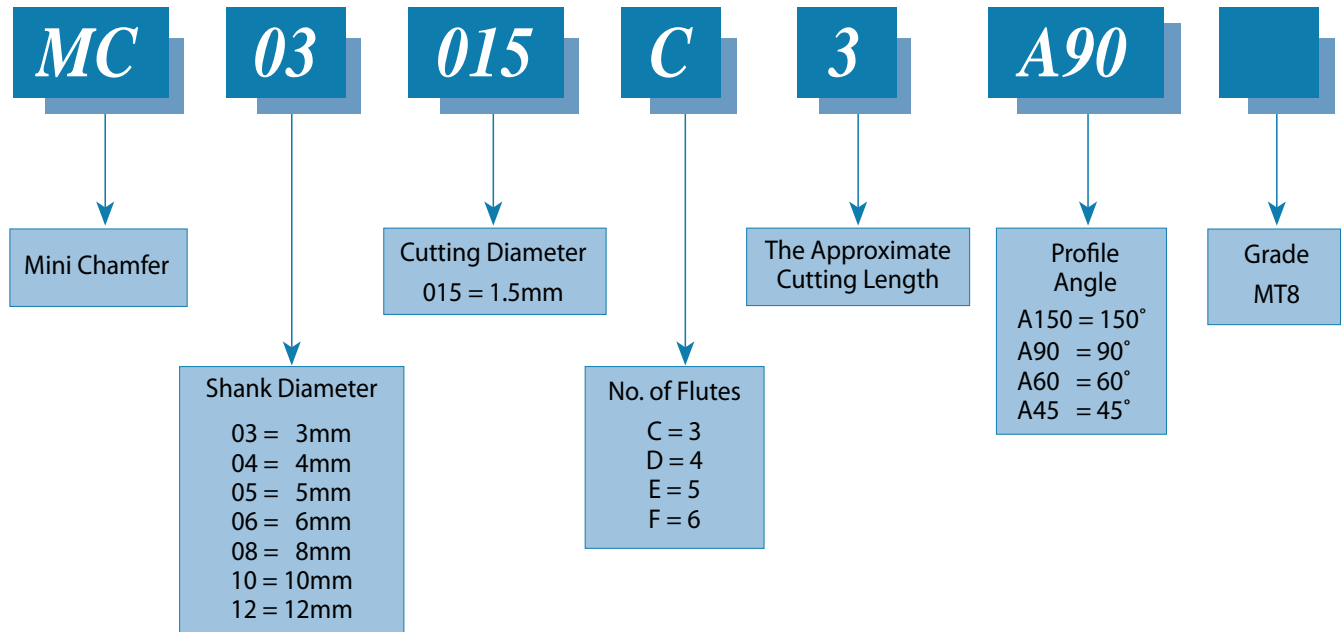 MC 03 015 C 3 A90
Mini Chamfer
Shank Diameter
03 = 3mm
04 = 4mm
05 = 5mm
06 = 6mm
08 = 8mm
10 = 10mm
12 = 12mm
Cutting Diameter
015 = 1.5mm
No. of Flutes
C = 3
D = 4
E = 5
F = 6
The Approximate
Cutting Length
Profile
Angle
A150 = 150°
A90 = 90°
A60 = 60°
A45 = 45°
Grade
MT8